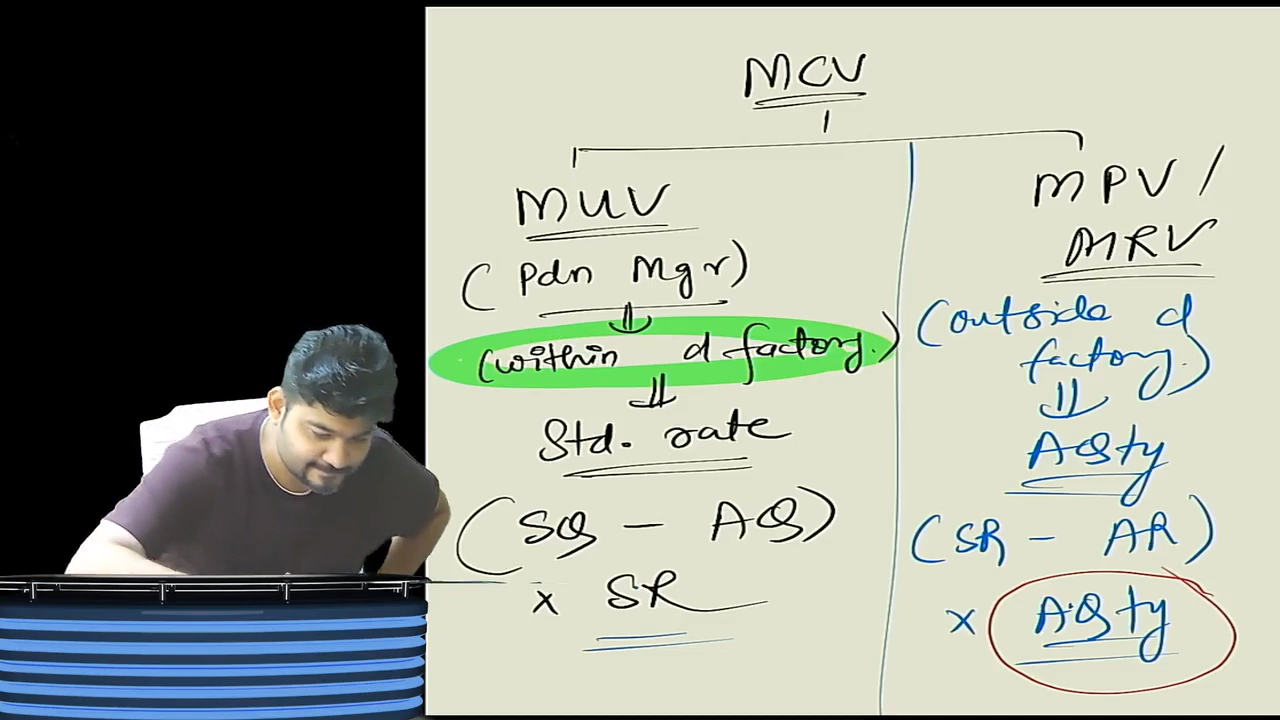 MCV
MUV
(Pdn Mgr)
(within d factory.)
Std. rate
(SQ - AQ)
x SR
MPV /
MRV
(outside d
factory.)
AQty
(SR - AR)
x AQty